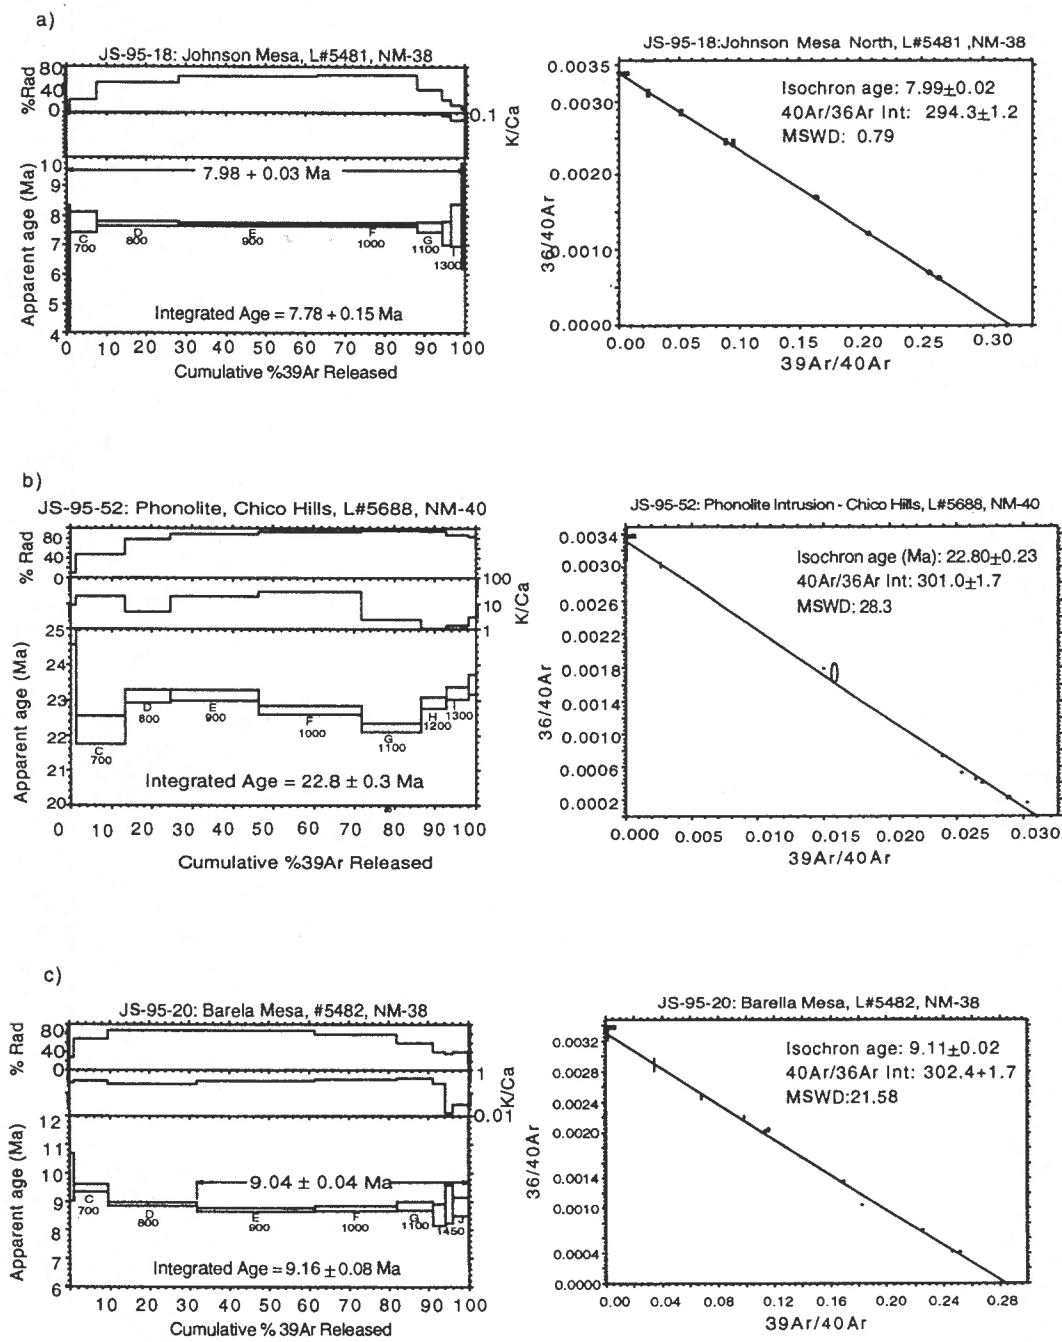 a)
JS-95-18: Johnson Mesa, L#5481, NM-38
%Rad
80
40
0
0.1
K/Ca
Apparent age (Ma)
10
9
8
7
6
5
4
7.98 + 0.03 Ma
C
700
D
800
E
900
F
1000
G
1100
I
1300
Integrated Age = 7.78 + 0.15 Ma
0 10 20 30 40 50 60 70 80 90 100
Cumulative %39Ar Released
JS-95-18:Johnson Mesa North, L#5481 ,NM-38
Isochron age: 7.99±0.02
40Ar/36Ar Int: 294.3±1.2
MSWD: 0.79
36/40Ar
0.0035
0.0030
0.0020
0.0010
0.0000
0.00 0.05 0.10 0.15 0.20 0.25 0.30
39Ar/40Ar
b)
JS-95-52: Phonolite, Chico Hills, L#5688, NM-40
% Rad
80
40
0
100
10
1
K/Ca
Apparent age (Ma)
25
24
23
22
21
20
C
700
D
800
E
900
F
1000
G
1100
H
1200
I
1300
Integrated Age = 22.8 ± 0.3 Ma
0 10 20 30 40 50 60 70 80 90 100
Cumulative %39Ar Released
JS-95-52: Phonolite Intrusion - Chico Hills, L#5688, NM-40
Isochron age (Ma): 22.80±0.23
40Ar/36Ar Int: 301.0±1.7
MSWD: 28.3
36/40Ar
0.0034
0.0030
0.0026
0.0022
0.0018
0.0014
0.0010
0.0006
0.0002
0.000 0.005 0.010 0.015 0.020 0.025 0.030
39Ar/40Ar
c)
JS-95-20: Barela Mesa, #5482, NM-38
% Rad
80
40
0
1
0.01
K/Ca
Apparent age (Ma)
12
11
10
9
8
7
6
9.04 ± 0.04 Ma
C
700
D
800
E
900
F
1000
G
1100
J
1450
Integrated Age = 9.16 ±0.08 Ma
10 20 30 40 50 60 70 80 90 100
Cumulative % 39Ar Released
JS-95-20: Barella Mesa, L#5482, NM-38
Isochron age: 9.11±0.02
40Ar/36Ar Int: 302.4+1.7
MSWD:21.58
36/40Ar
0.0032
0.0028
0.0024
0.0020
0.0010
0.0004
0.0000
0.00 0.04 0.08 0.12 0.16 0.20 0.24 0.28
39Ar/40Ar